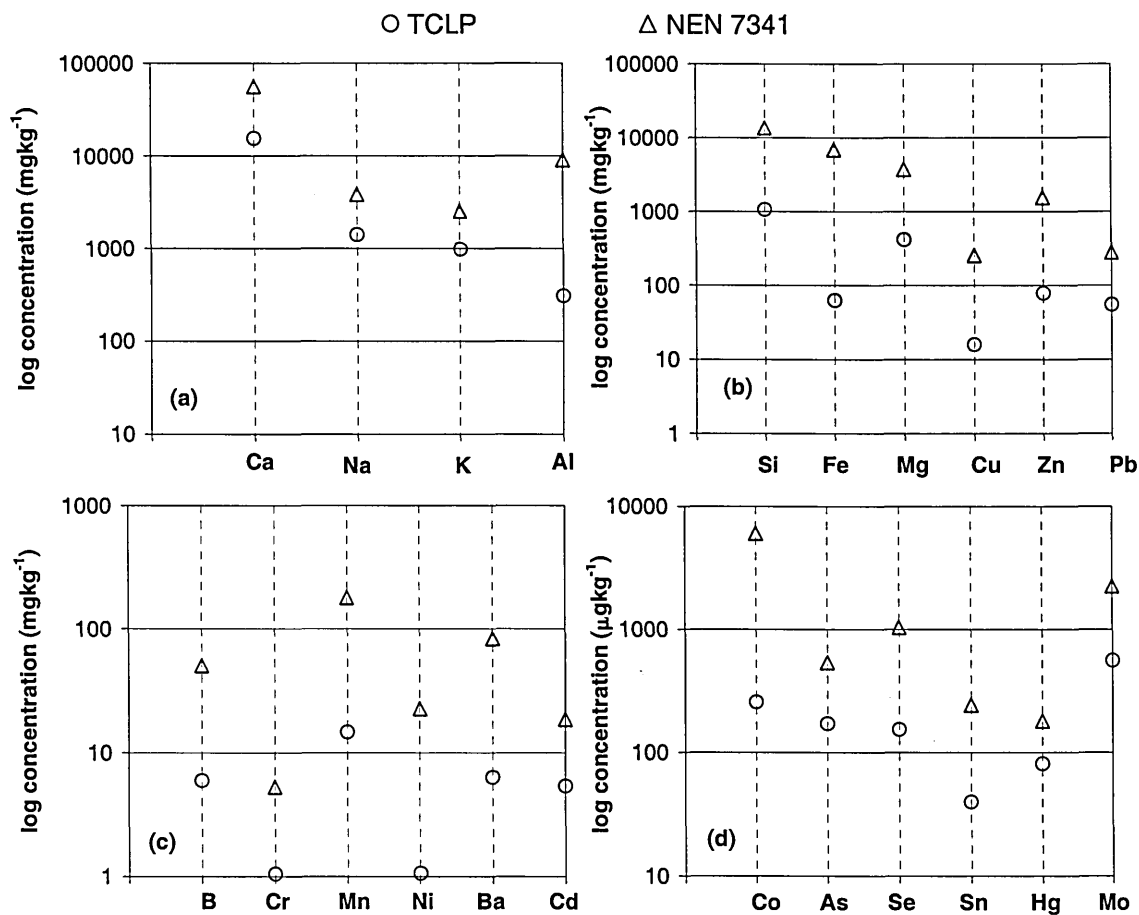 TCLP NEN 7341
log concentration (mgkg⁻¹)
100000
10000
1000
100
10
(a)
Ca Na K Al
log concentration (mgkg⁻¹)
100000
10000
1000
100
10
1
(b)
Si Fe Mg Cu Zn Pb
log concentration (mgkg⁻¹)
1000
100
10
1
(c)
B Cr Mn Ni Ba Cd
log concentration (µgkg⁻¹)
10000
1000
100
10
(d)
Co As Se Sn Hg Mo